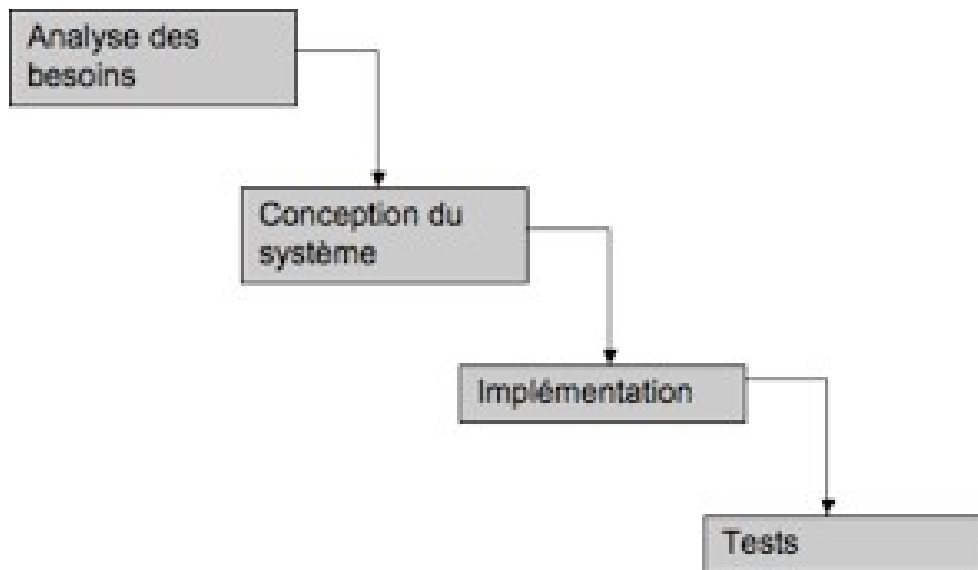 Analyse des
besoins
Conception du
système
Implémentation
Tests